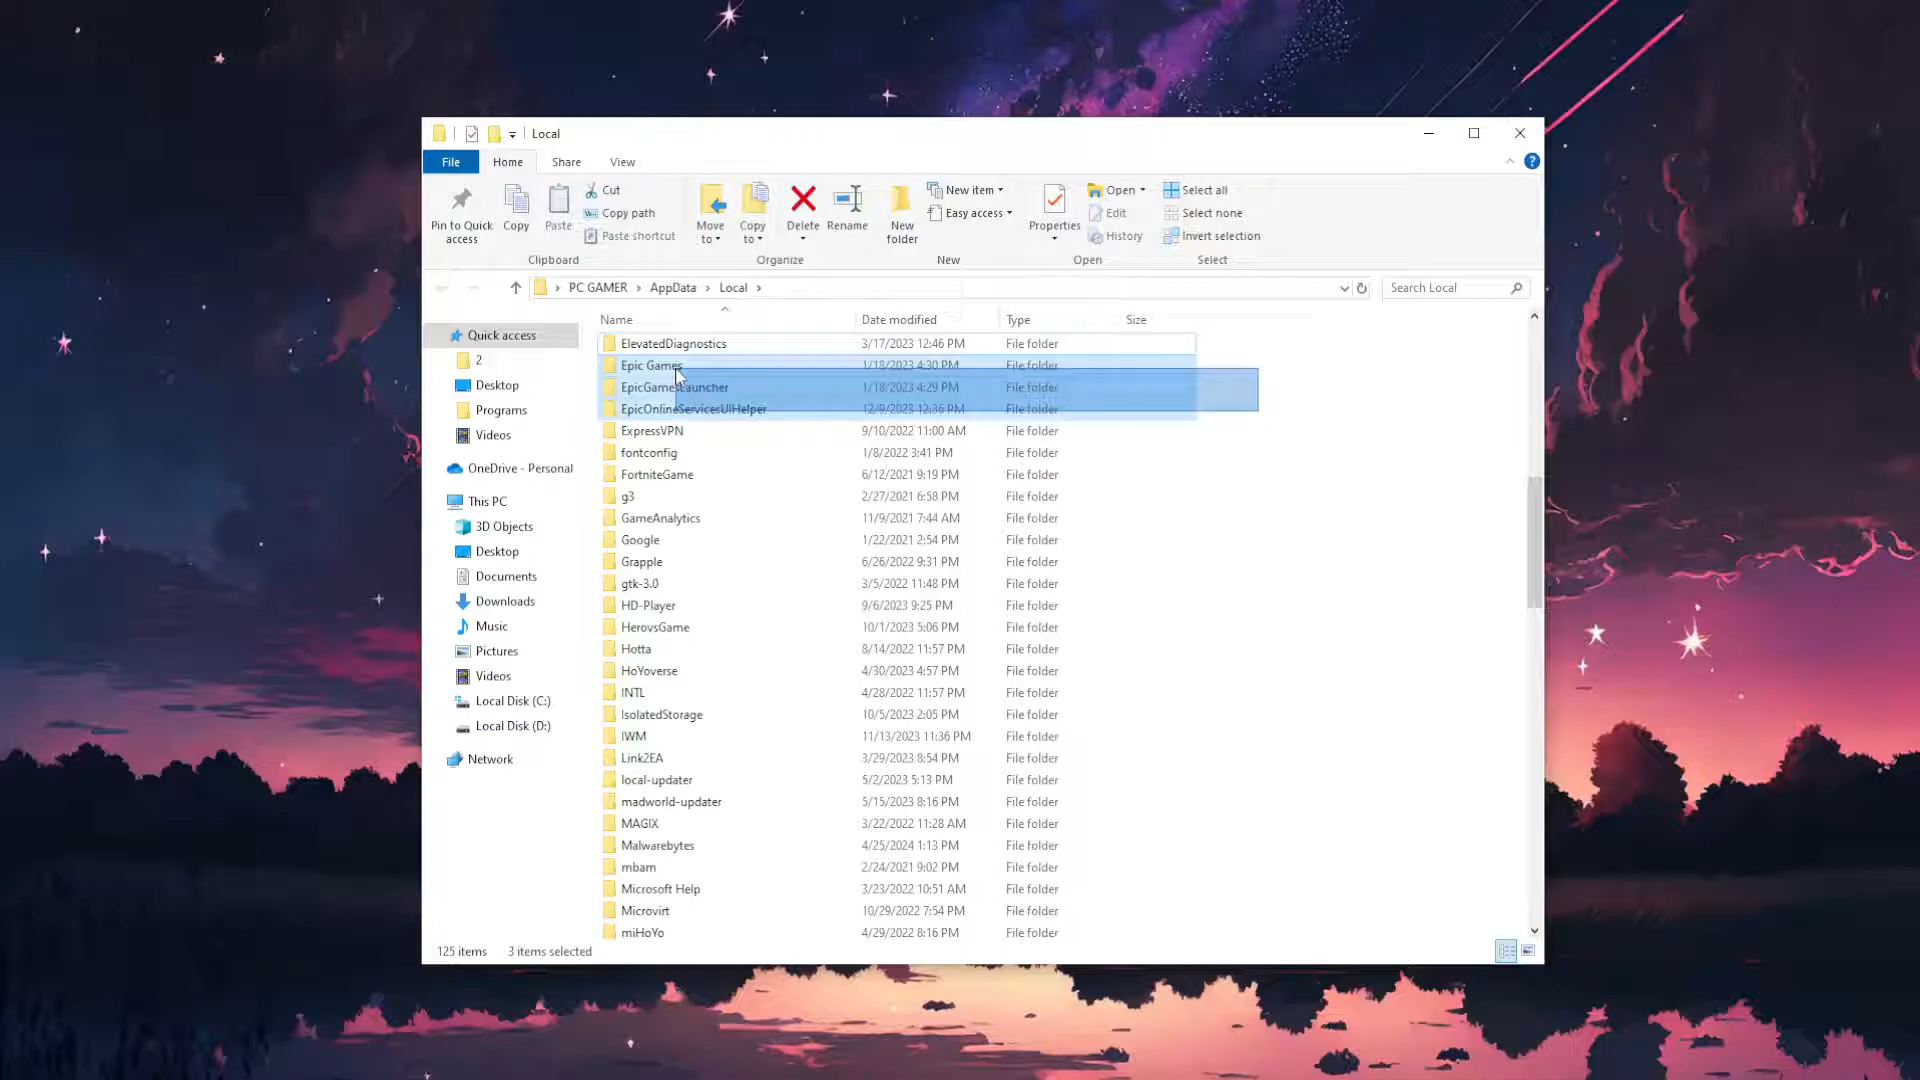 Local
File Home Share View
Pin to Quick access
Copy
Paste
Cut
Copy path
Paste shortcut
Clipboard
Move to
Copy to
Delete
Rename
Organize
New folder
New item
Easy access
New
Properties
Open
Edit
History
Open
Select all
Select none
Invert selection
Select
PC GAMER > AppData > Local >
Search Local
Quick access
2
Desktop
Programs
Videos
OneDrive - Personal
This PC
3D Objects
Desktop
Documents
Downloads
Music
Pictures
Videos
Local Disk (C:)
Local Disk (D:)
Network
Name Date modified Type Size
ElevatedDiagnostics 3/17/2023 12:46 PM File folder
Epic Games 1/18/2023 4:30 PM File folder
EpicGamesLauncher 1/18/2023 4:29 PM File folder
EpicOnlineServicesUIHelper 12/9/2023 12:36 PM File folder
ExpressVPN 9/10/2022 11:00 AM File folder
fontconfig 1/8/2022 3:41 PM File folder
FortniteGame 6/12/2021 9:19 PM File folder
g3 2/27/2021 6:58 PM File folder
GameAnalytics 11/9/2021 7:44 AM File folder
Google 1/22/2021 2:54 PM File folder
Grapple 6/26/2022 9:31 PM File folder
gtk-3.0 3/5/2022 11:48 PM File folder
HD-Player 9/6/2023 9:25 PM File folder
HerovsGame 10/1/2023 5:06 PM File folder
Hotta 8/14/2022 11:57 PM File folder
HoYoverse 4/30/2023 4:57 PM File folder
INTL 4/28/2022 11:57 PM File folder
IsolatedStorage 10/5/2023 2:05 PM File folder
IWM 11/13/2023 11:36 PM File folder
Link2EA 3/29/2023 8:54 PM File folder
local-updater 5/2/2023 5:13 PM File folder
madworld-updater 5/15/2023 8:16 PM File folder
MAGIX 3/22/2022 11:28 AM File folder
Malwarebytes 4/25/2024 1:13 PM File folder
mbam 2/24/2021 9:02 PM File folder
Microsoft Help 3/23/2022 10:51 AM File folder
Microvirt 10/29/2022 7:54 PM File folder
miHoYo 4/29/2022 8:16 PM File folder
125 items 3 items selected